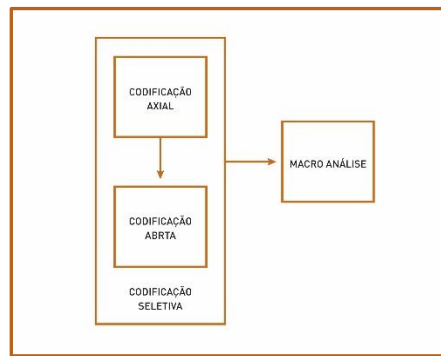 CODIFICAÇÃO
AXIAL
MACRO ANÁLISE
CODIFICAÇÃO
ABRTA
CODIFICAÇÃO
SELETIVA